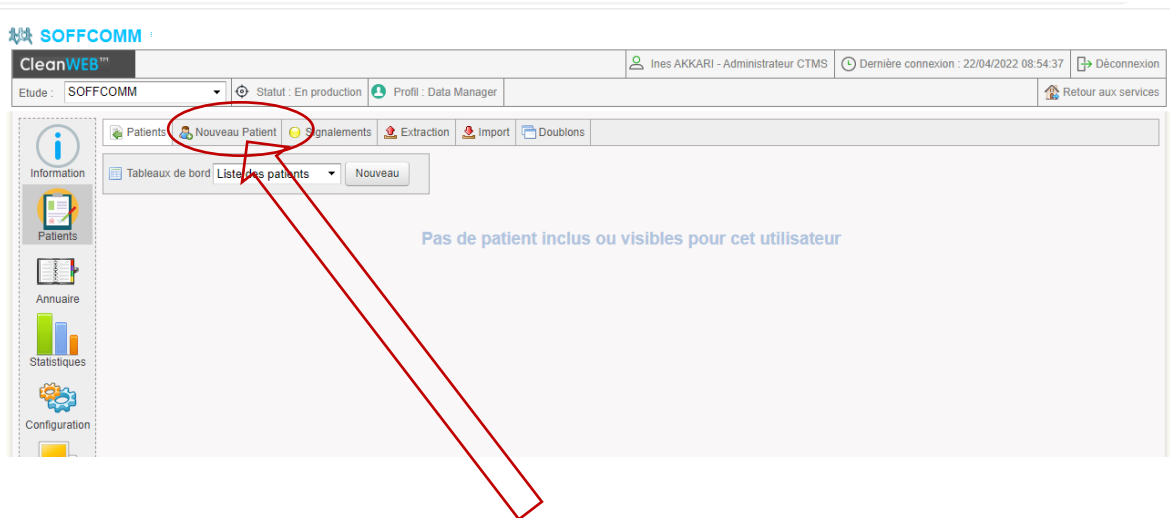 SOFFCOMM
CleanWEB™ Ines AKKARI - Administrateur CTMS Dernière connexion : 22/04/2022 08:54:37 Déconnexion
Etude : SOFFCOMM Statut : En production Profil : Data Manager Retour aux services
Patients Nouveau Patient Signalements Extraction Import Doublons
Information
Tableaux de bord Liste des patients Nouveau
Patients
Pas de patient inclus ou visibles pour cet utilisateur
Annuaire
Statistiques
Configuration